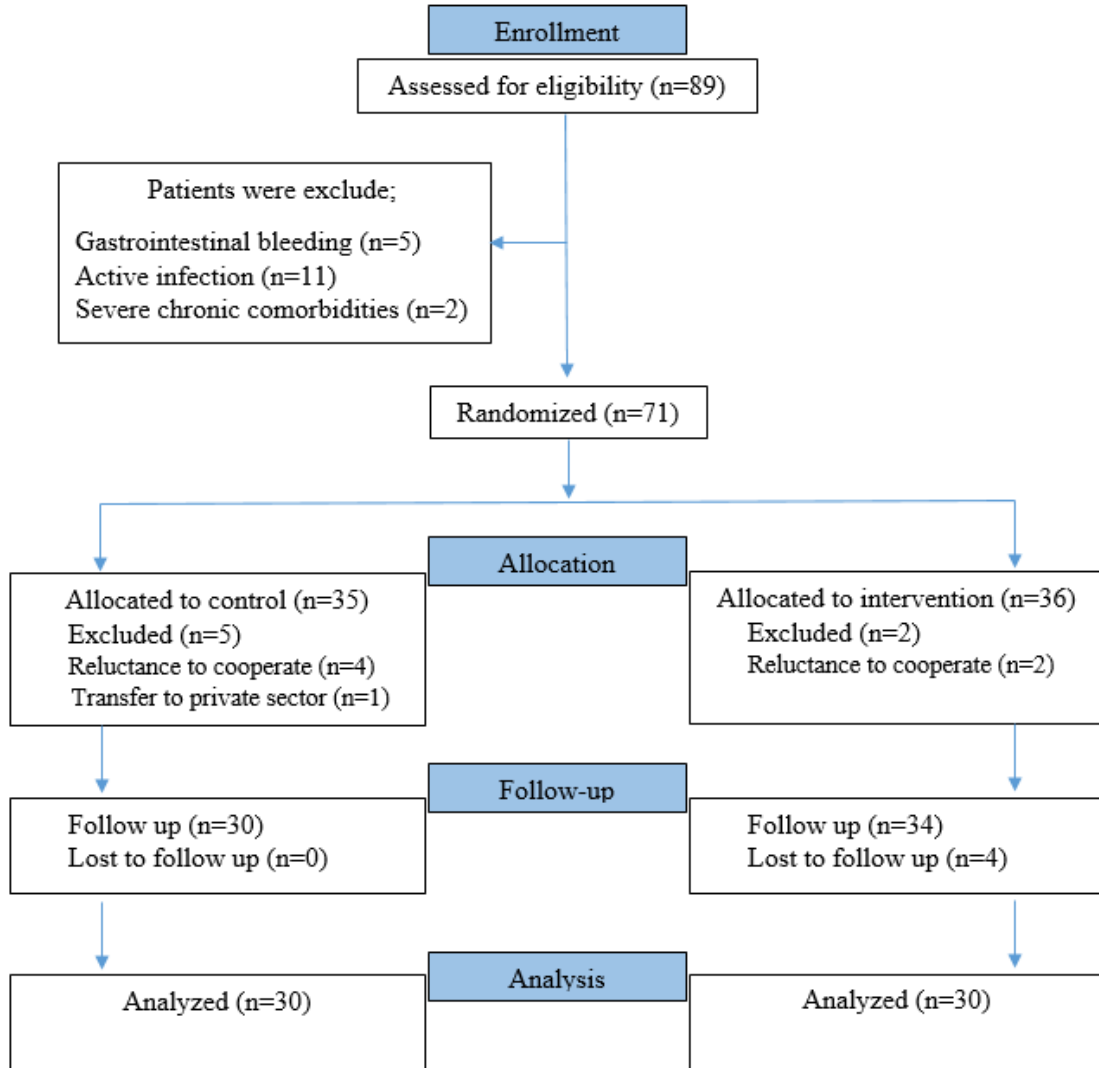 Enrollment
Assessed for eligibility (n=89)
Patients were exclude;
Gastrointestinal bleeding (n=5)
Active infection (n=11)
Severe chronic comorbidities (n=2)
Randomized (n=71)
Allocation
Allocated to control (n=35)
Excluded (n=5)
Reluctance to cooperate (n=4)
Transfer to private sector (n=1)
Allocated to intervention (n=36)
Excluded (n=2)
Reluctance to cooperate (n=2)
Follow-up
Follow up (n=30)
Lost to follow up (n=0)
Follow up (n=34)
Lost to follow up (n=4)
Analysis
Analyzed (n=30)
Analyzed (n=30)